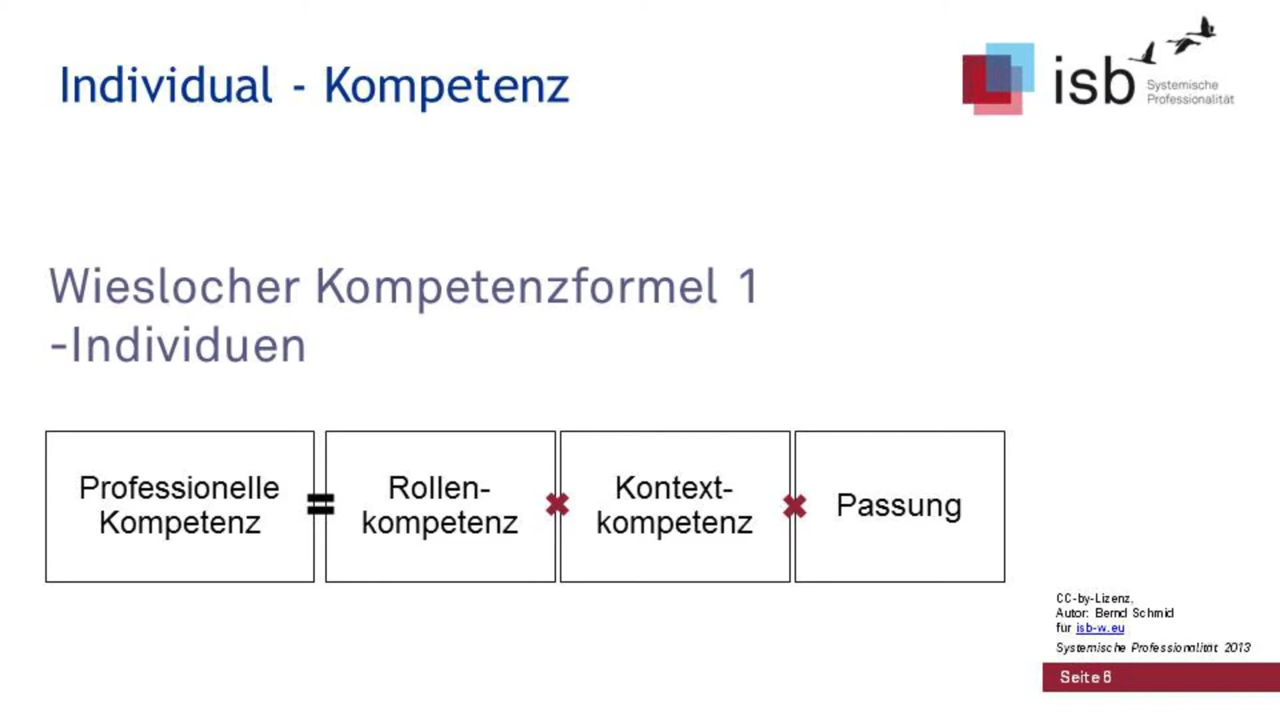 Individual - Kompetenz
isb
Systemische
Professionalität
Wieslocher Kompetenzformel 1
-Individuen
Professionelle
Kompetenz
=
Rollen-
kompetenz
×
Kontext-
kompetenz
×
Passung
CC-by-Lizenz,
Autor: Bernd Schmid
für isb-w.eu
Systemische Professionalität 2013
Seite 6